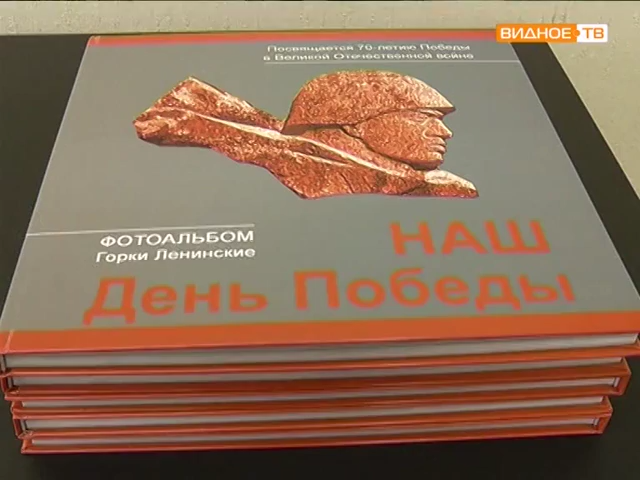 ВИДНОЕ ТВ
Посвящается 70-летию Победы
в Великой Отечественной войне
ФОТОАЛЬБОМ
Горки Ленинские
НАШ
День Победы